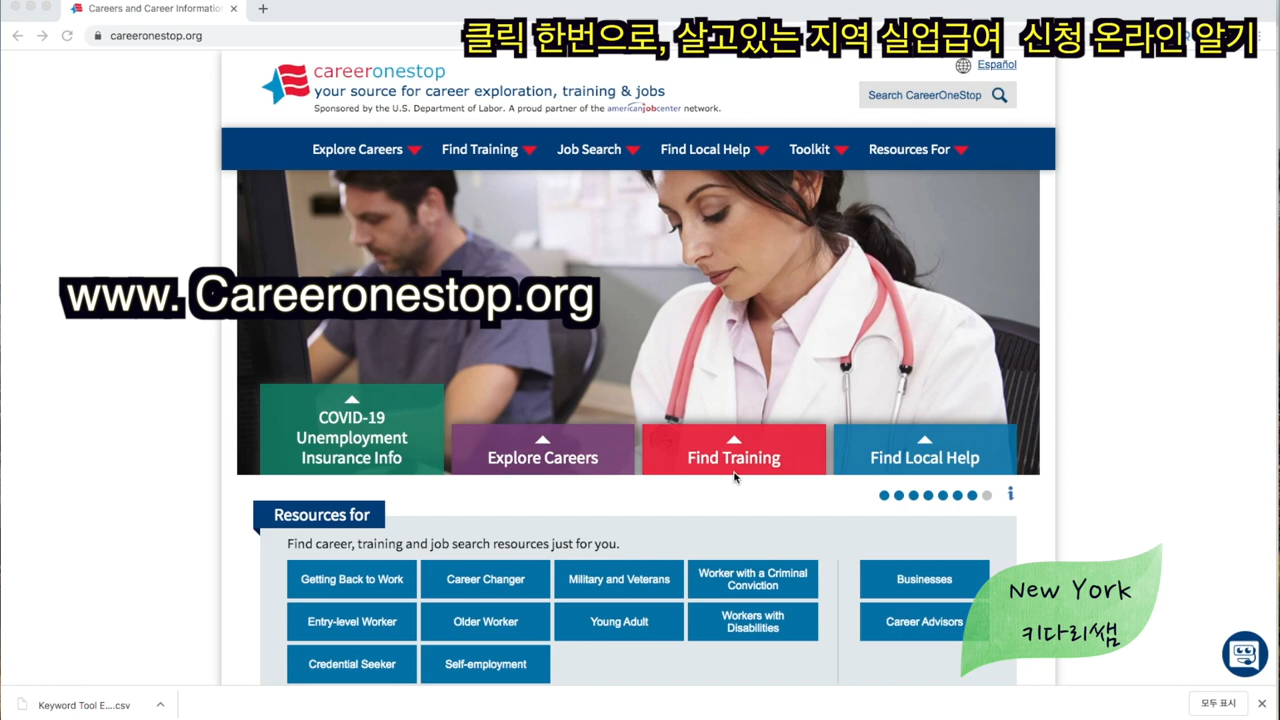 Careers and Career Informatio
careeronestop.org
클릭 한번으로, 살고있는 지역 실업급여 신청 온라인 알기
Español
careeronestop
your source for career exploration, training & jobs
Sponsored by the U.S. Department of Labor. A proud partner of the americanjobcenter network.
Search CareerOneStop
Explore Careers Find Training Job Search Find Local Help Toolkit Resources For
www. Careeronestop.org
COVID-19
Unemployment
Insurance Info
Explore Careers
Find Training
Find Local Help
Resources for
Find career, training and job search resources just for you.
Getting Back to Work
Career Changer
Military and Veterans
Worker with a Criminal
Conviction
Businesses
Entry-level Worker
Older Worker
Young Adult
Workers with
Disabilities
Career Advisors
Credential Seeker
Self-employment
New York
키다리쌤
Keyword Tool E....csv
모두 표시